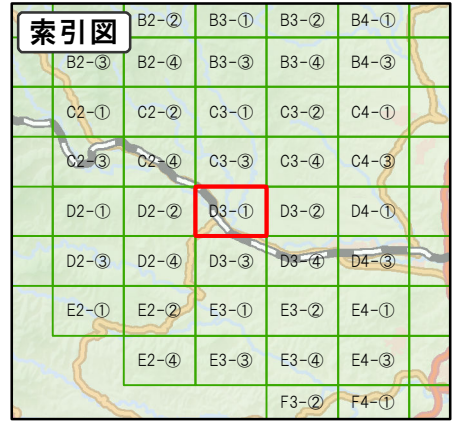 索引図
B2-② B3-① B3-② B4-①
B2-③ B2-④ B3-③ B3-④ B4-③
C2-① C2-② C3-① C3-② C4-①
C2-③ C2-④ C3-③ C3-④ C4-③
D2-① D2-② D3-① D3-② D4-①
D2-③ D2-④ D3-③ D3-④ D4-③
E2-① E2-② E3-① E3-② E4-①
E2-④ E3-③ E3-④ E4-③
F3-② F4-①